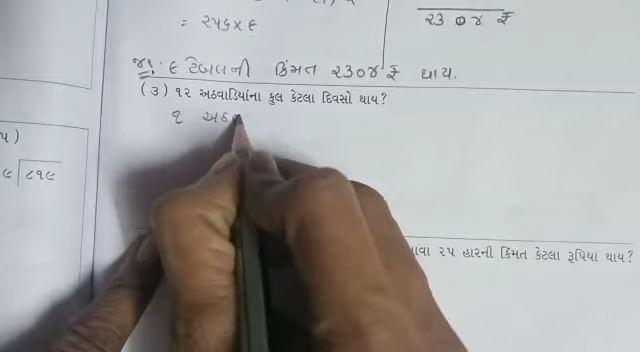 = ૨૫૬ × ૯
૨૩૦૪ ₹
જ. : ૯ ટેબલની કિંમત ૨૩૦૪ ₹ થાય.
(૩) ૧૨ અઠવાડિયાંના કુલ કેટલા દિવસો થાય?
૧ અઠ
૫)
૯ ૮૧૯
વા ૨૫ હારની કિંમત કેટલા રૂપિયા થાય?